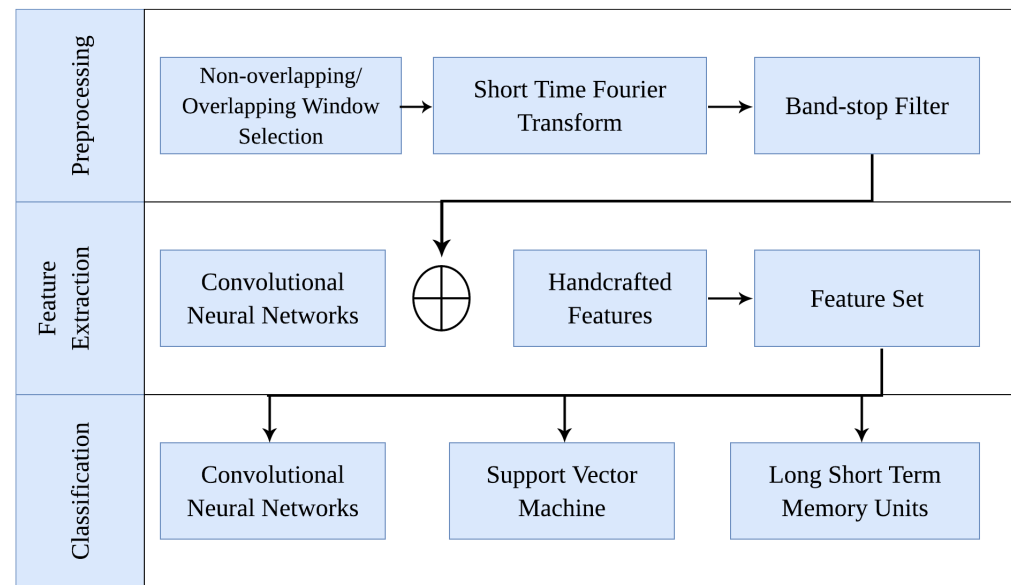 Preprocessing
Non-overlapping/
Overlapping Window
Selection
Short Time Fourier
Transform
Band-stop Filter
Feature
Extraction
Convolutional
Neural Networks
Handcrafted
Features
Feature Set
Classification
Convolutional
Neural Networks
Support Vector
Machine
Long Short Term
Memory Units